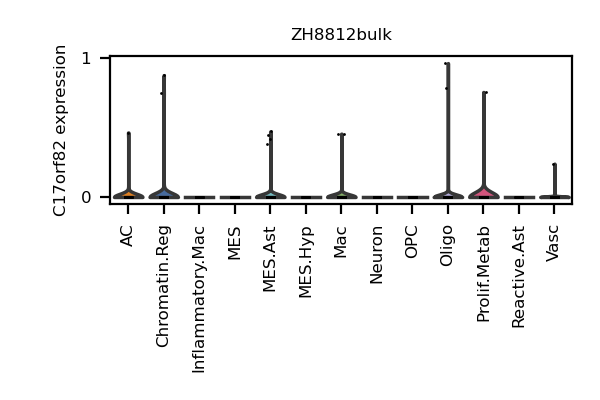 ZH8812bulk
C17orf82 expression
1
0
AC
Chromatin.Reg
Inflammatory.Mac
MES
MES.Ast
MES.Hyp
Mac
Neuron
OPC
Oligo
Prolif.Metab
Reactive.Ast
Vasc